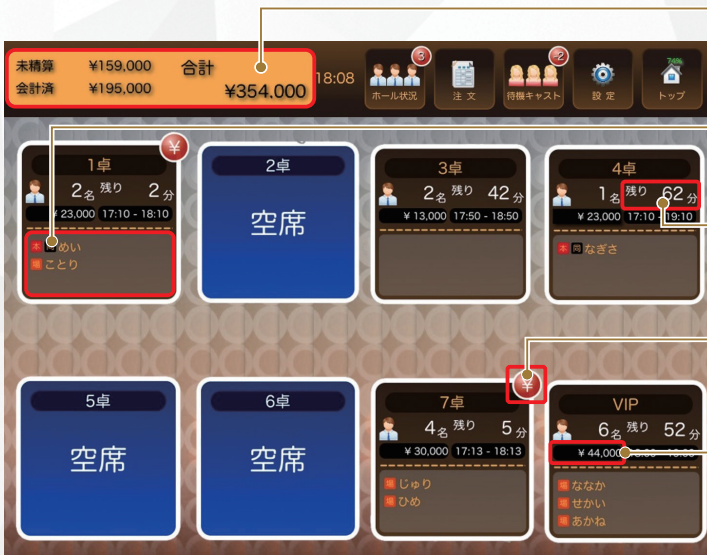 未精算 ¥159,000 合計
会計済 ¥195,000 ¥354,000
18:08
3
ホール状況
注 文
-2
待機キャスト
設 定
74%
トップ
¥
1卓
2名 残り 2分
¥ 23,000 17:10 - 18:10
本 めい
場 ことり
2卓
空席
3卓
2名 残り 42分
¥ 13,000 17:50 - 18:50
4卓
1名 残り 62分
¥ 23,000 17:10 - 19:10
本 なぎさ
5卓
空席
6卓
空席
¥
7卓
4名 残り 5分
¥ 30,000 17:13 - 18:13
場 じゅり
場 ひめ
VIP
6名 残り 52分
¥ 44,000
場 ななか
場 せかい
場 あかね